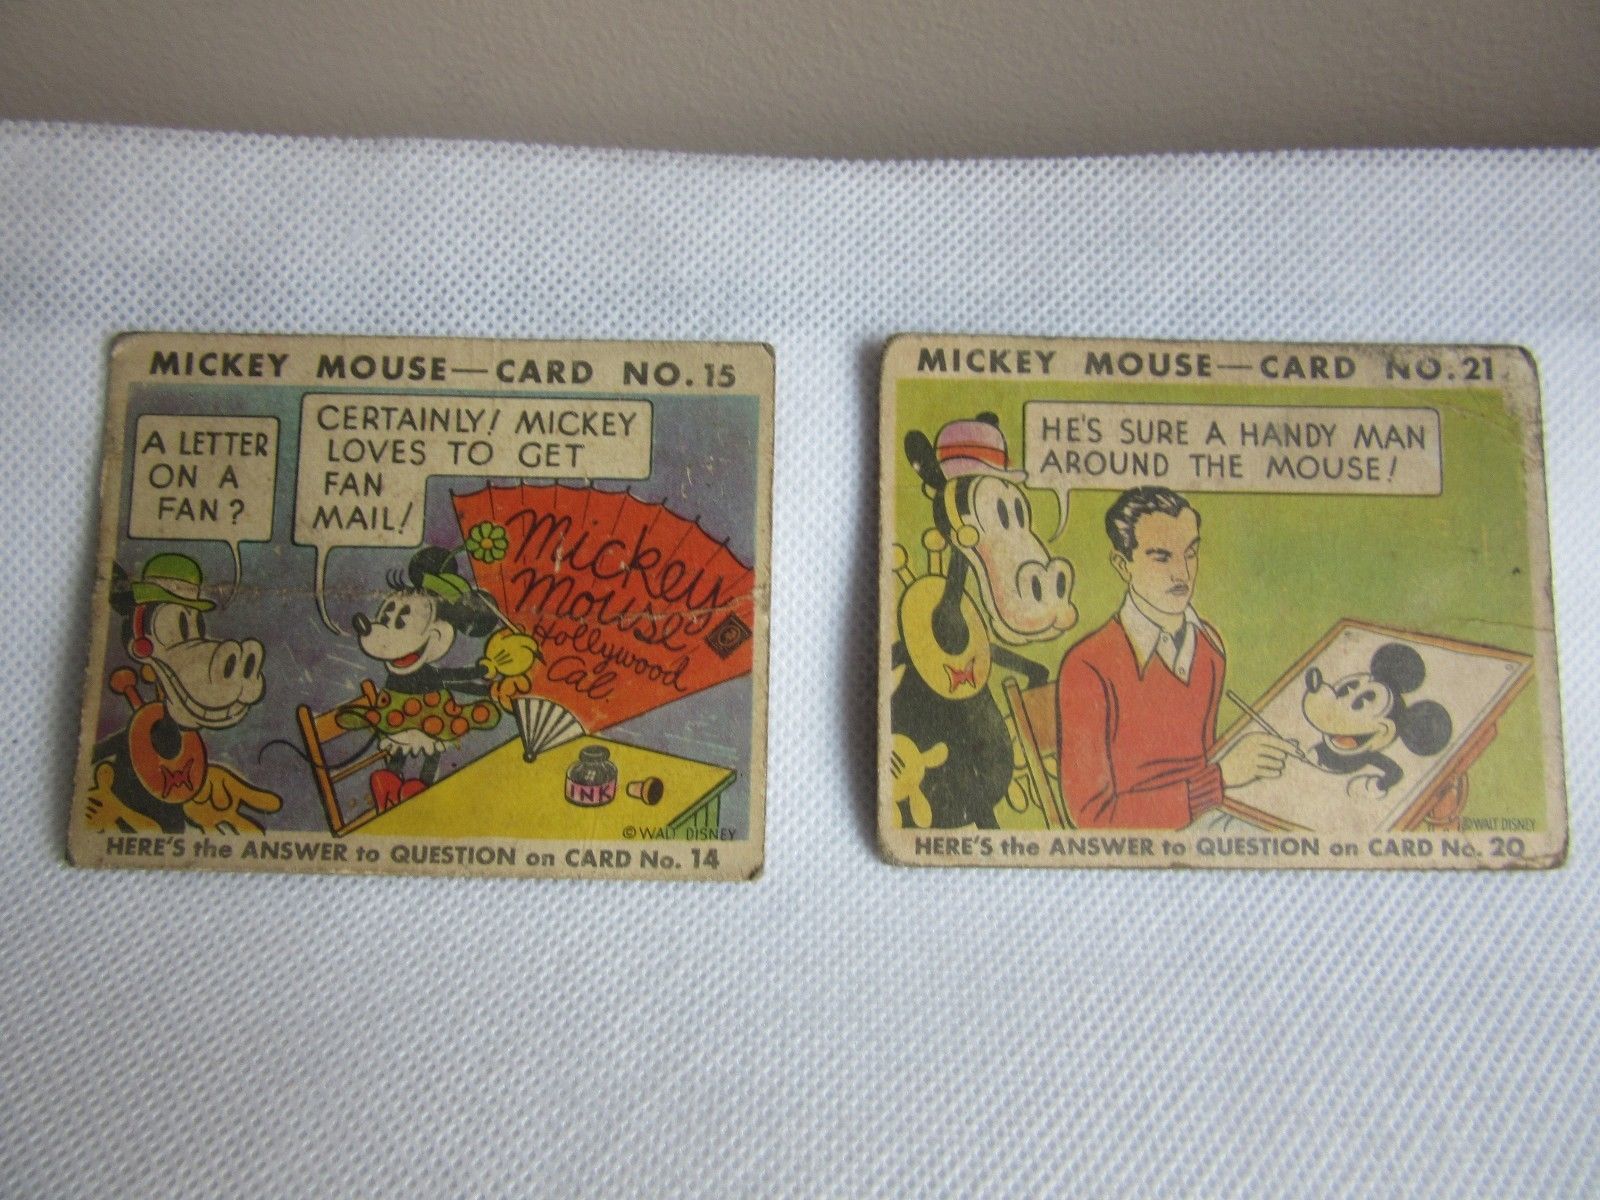 MICKEY MOUSE—CARD NO. 15
A LETTER
ON A
FAN?
CERTAINLY! MICKEY
LOVES TO GET
FAN
MAIL!
Mickey
Mouse
Hollywood
Cal.
INK
© WALT DISNEY
HERE'S the ANSWER to QUESTION on CARD No. 14
MICKEY MOUSE—CARD NO. 21
HE'S SURE A HANDY MAN
AROUND THE MOUSE!
© WALT DISNEY
HERE'S the ANSWER to QUESTION on CARD No. 20